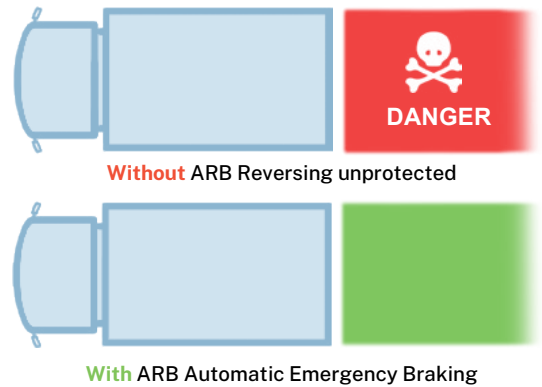 DANGER
Without ARB Reversing unprotected
With ARB Automatic Emergency Braking